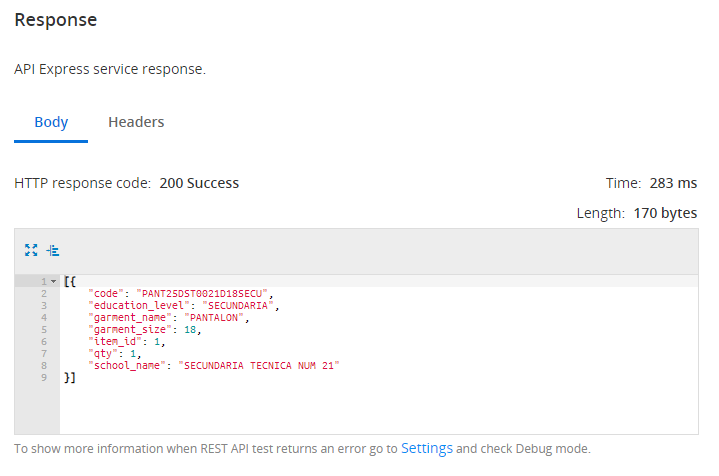 Response
API Express service response.
Body Headers
HTTP response code: 200 Success Time: 283 ms
Length: 170 bytes
1 [{
2 "code": "PANT25DST0021D18SECU",
3 "education_level": "SECUNDARIA",
4 "garment_name": "PANTALON",
5 "garment_size": 18,
6 "item_id": 1,
7 "qty": 1,
8 "school_name": "SECUNDARIA TECNICA NUM 21"
9 }]
To show more information when REST API test returns an error go to Settings and check Debug mode.